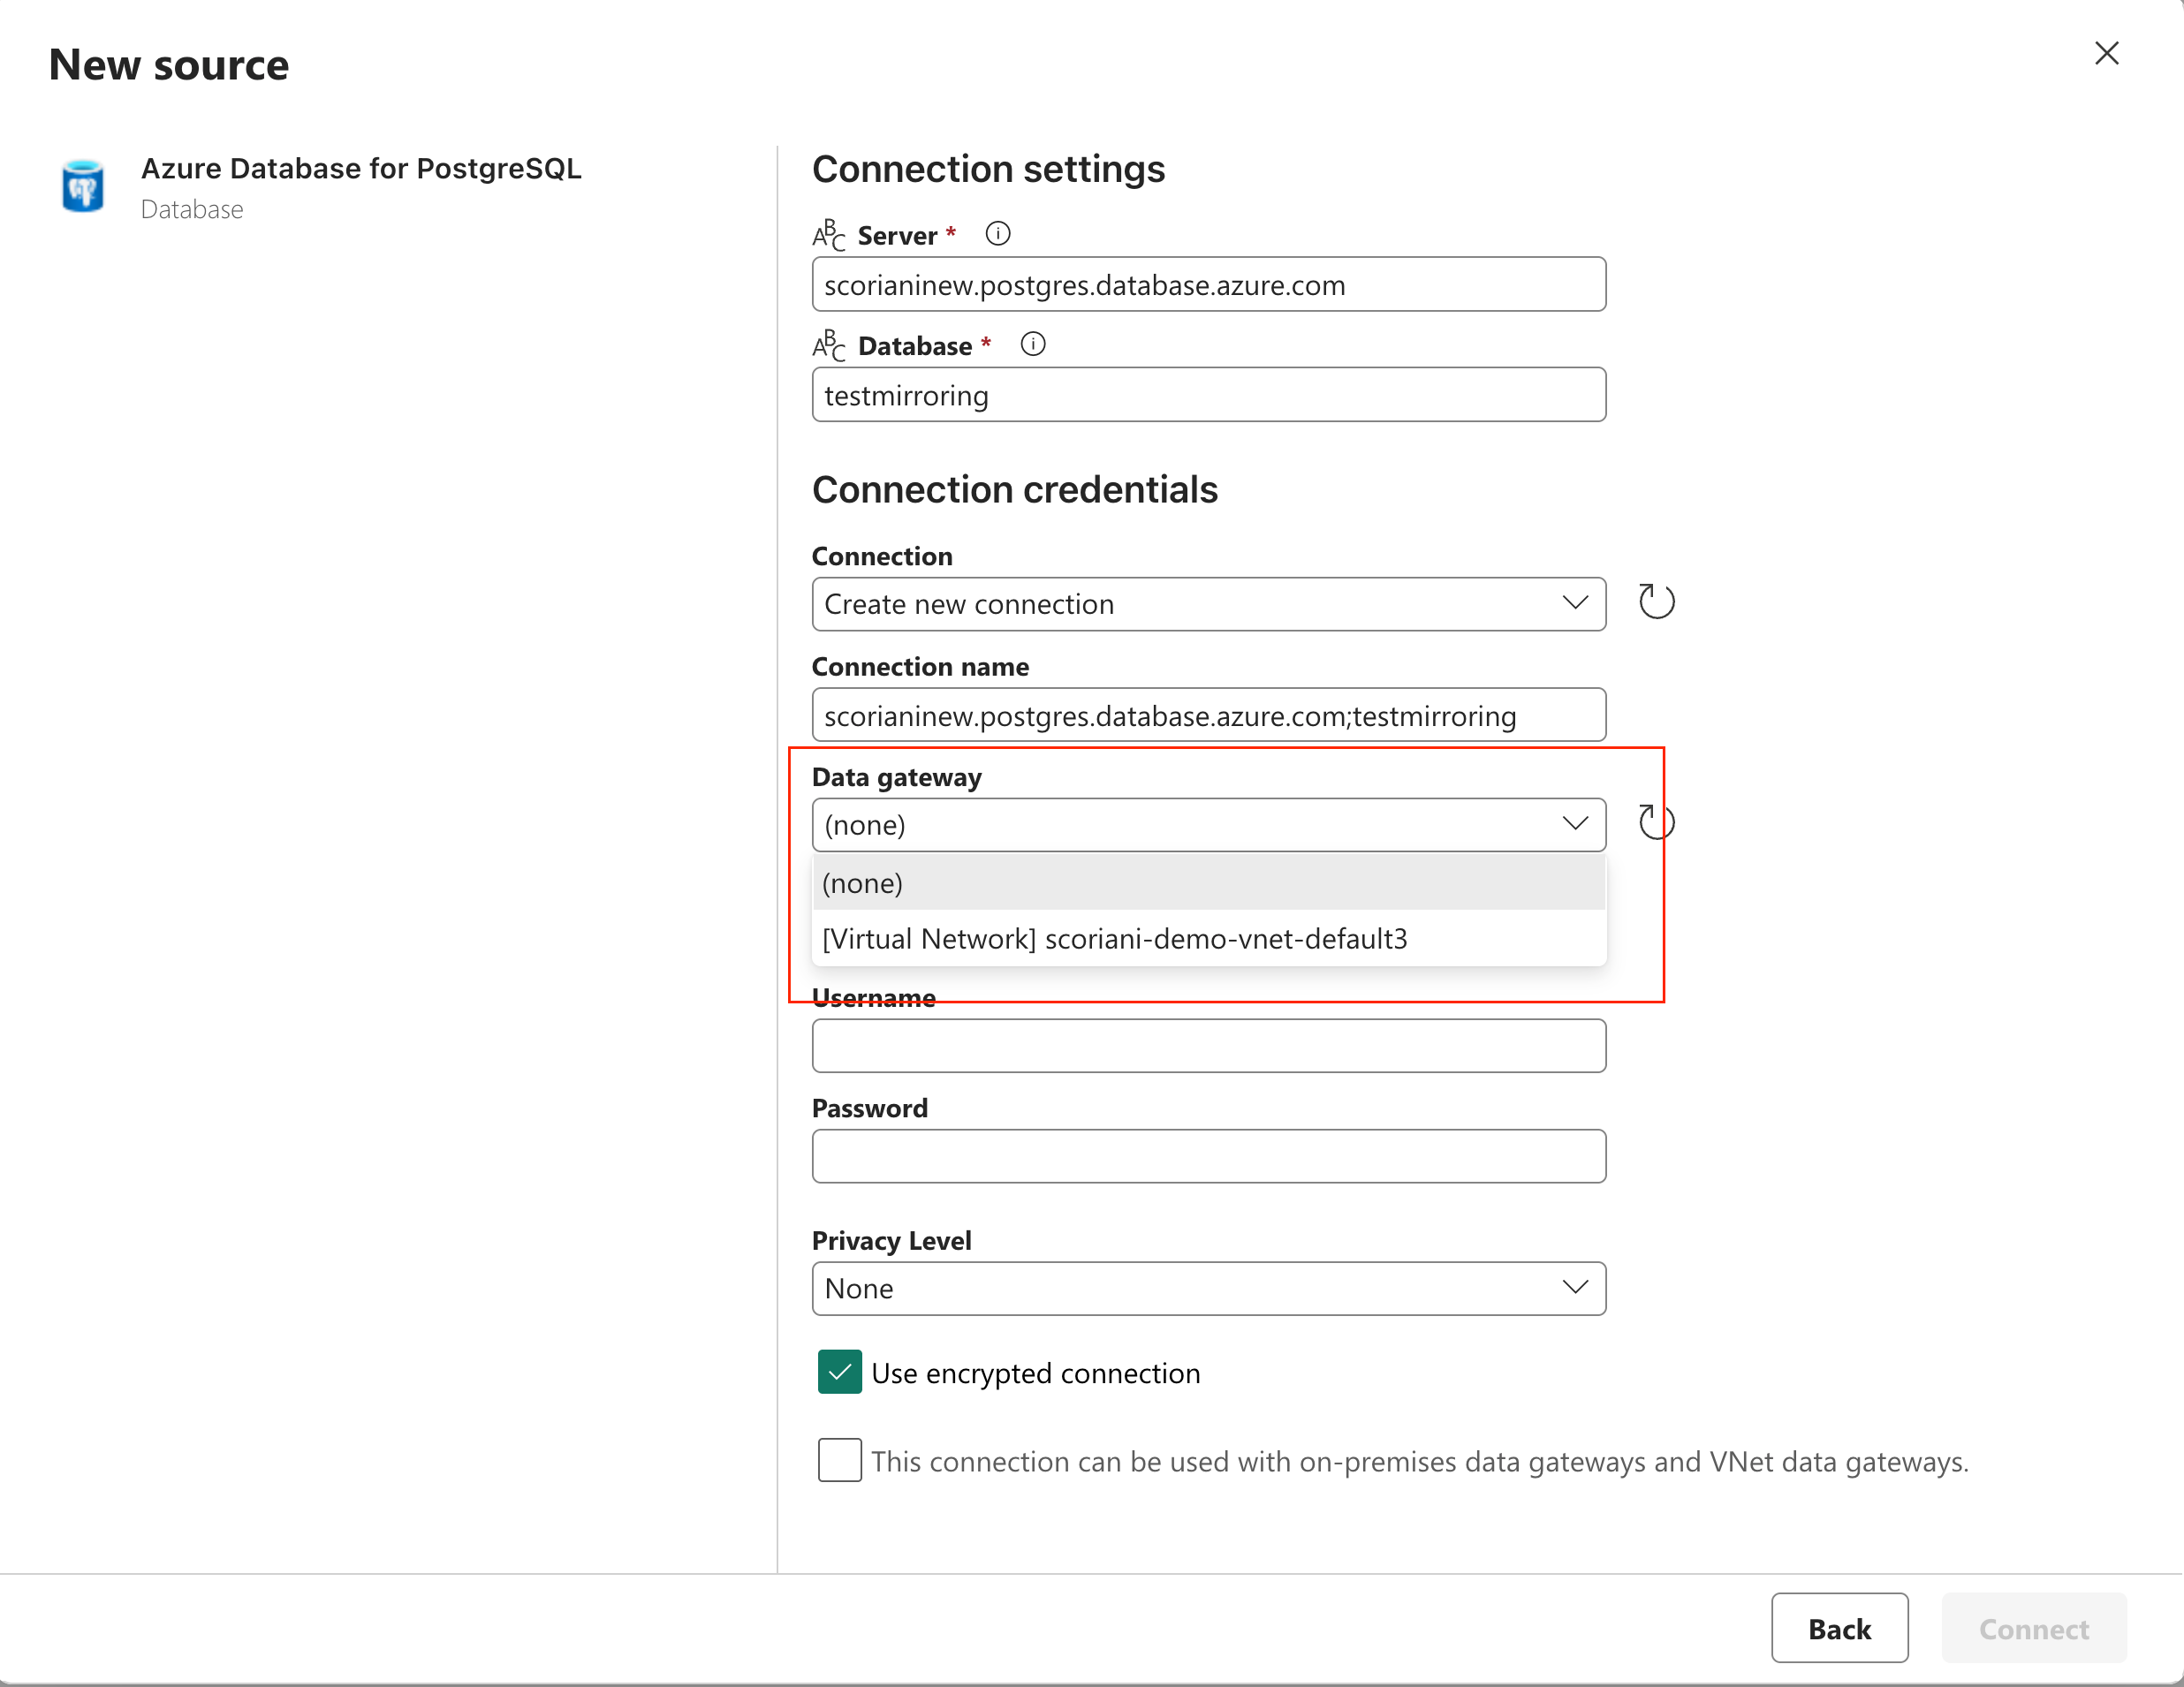 New source
Azure Database for PostgreSQL
Database
Connection settings
ABC Server *
scorianinew.postgres.database.azure.com
ABC Database *
testmirroring
Connection credentials
Connection
Create new connection
Connection name
scorianinew.postgres.database.azure.com;testmirroring
Data gateway
(none)
(none)
[Virtual Network] scoriani-demo-vnet-default3
Username
Password
Privacy Level
None
Use encrypted connection
This connection can be used with on-premises data gateways and VNet data gateways.
Back
Connect